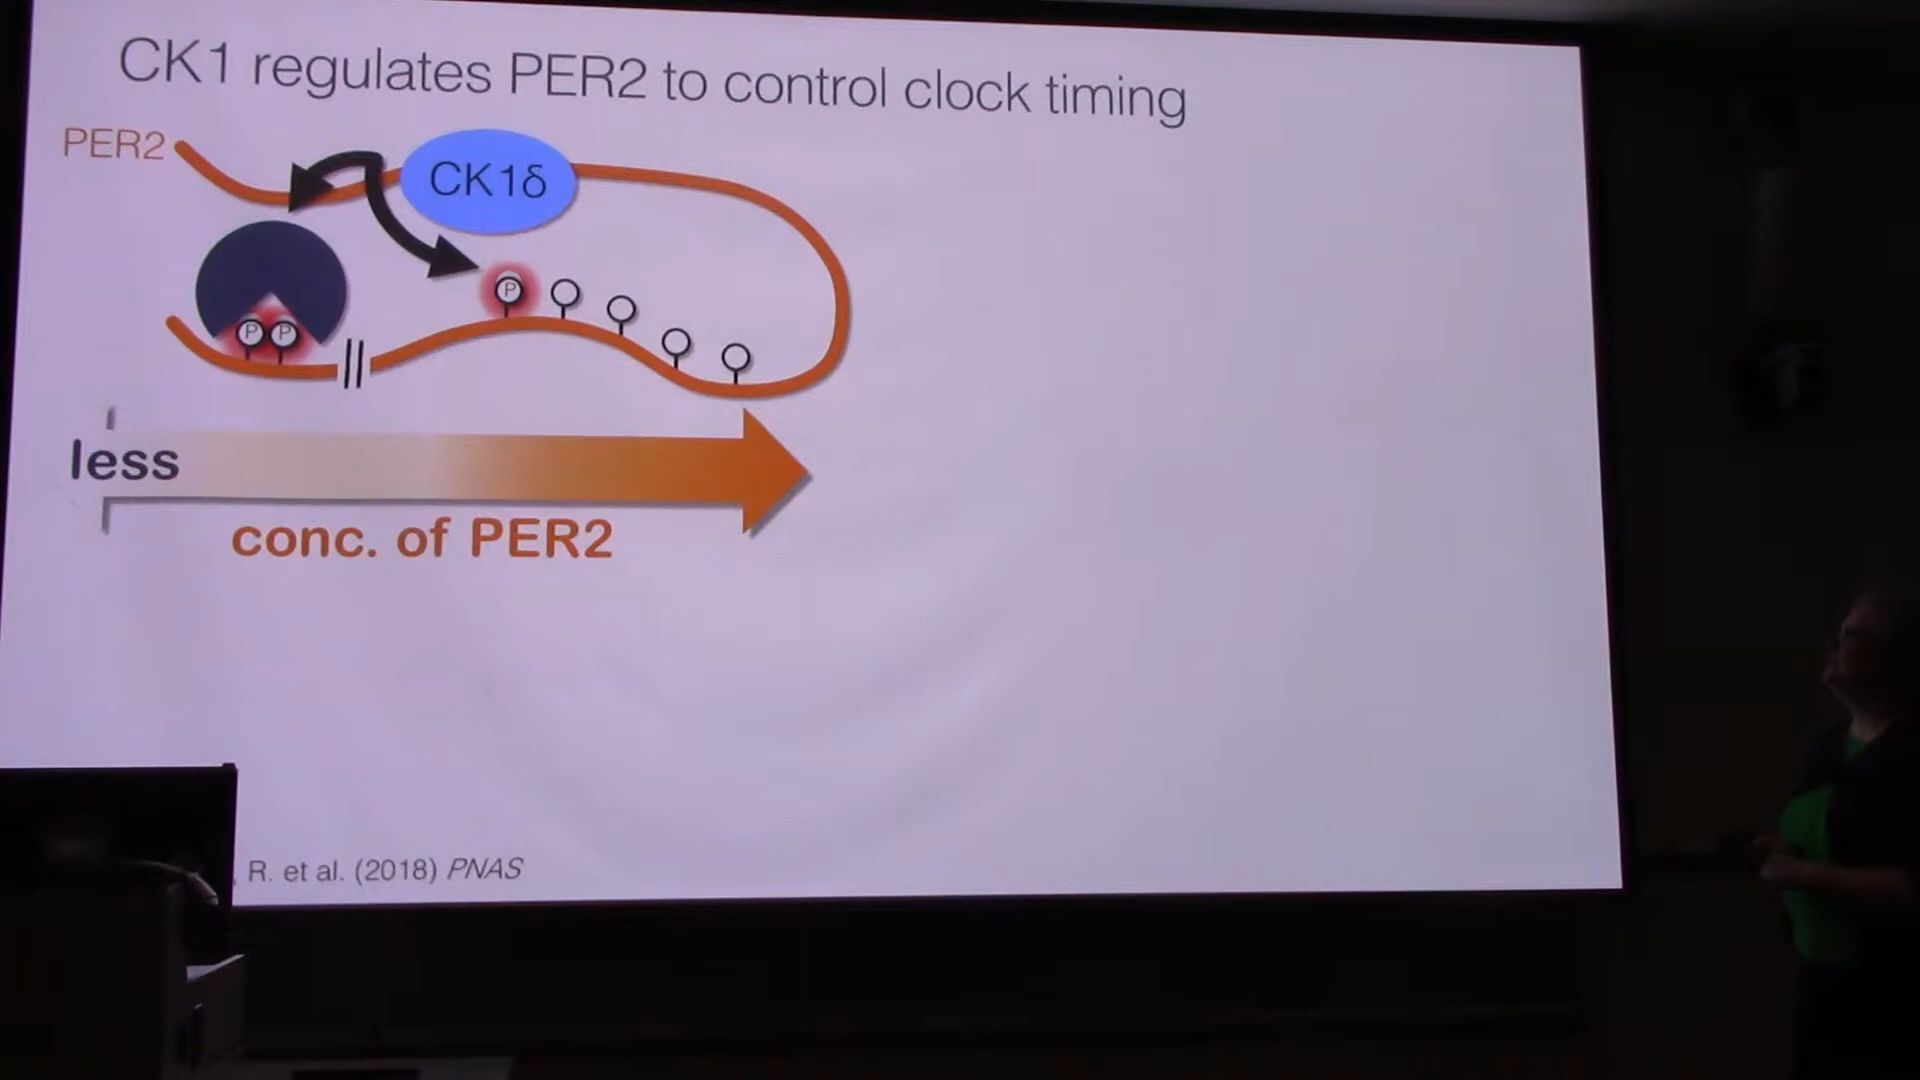 CK1 regulates PER2 to control clock timing
PER2
CK1δ
P
P P
less
conc. of PER2
R. et al. (2018) PNAS